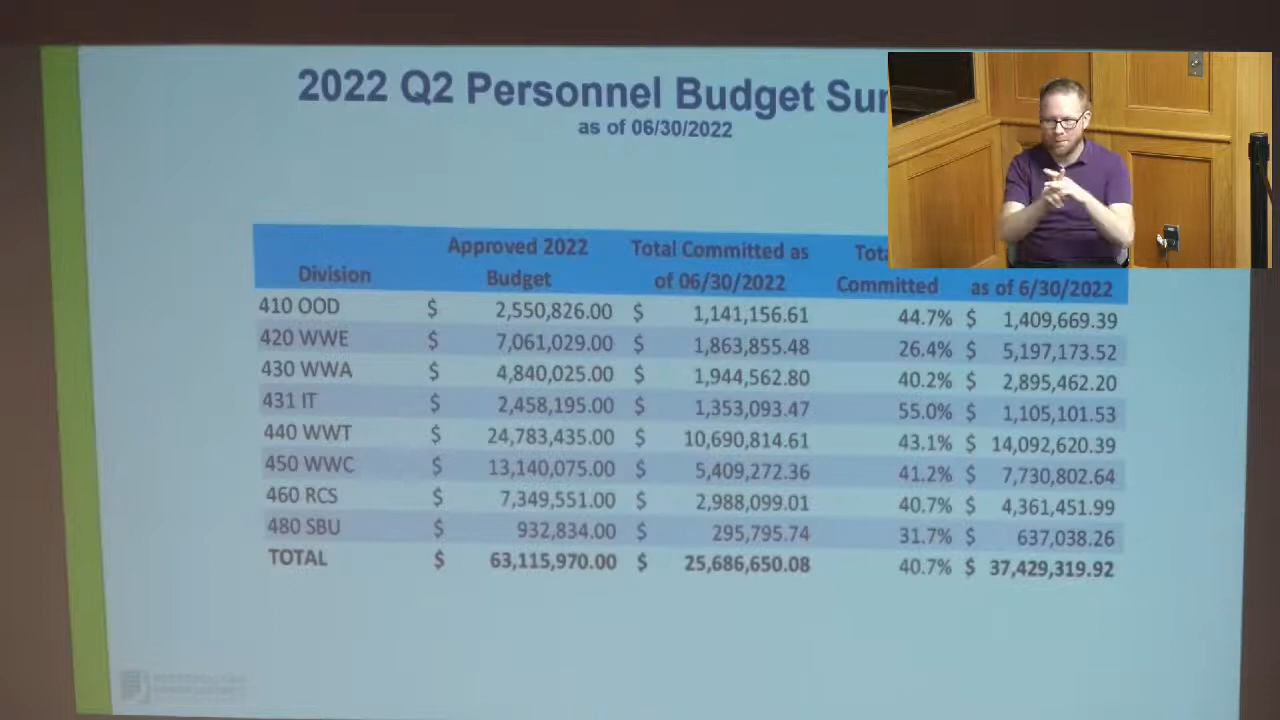 2022 Q2 Personnel Budget
as of 06/30/2022
Division Approved 2022 Budget Total Committed as of 06/30/2022 Committed as of 6/30/2022
410 OOD $ 2,550,826.00 $ 1,141,156.61 44.7% $ 1,409,669.39
420 WWE $ 7,061,029.00 $ 1,863,855.48 26.4% $ 5,197,173.52
430 WWA $ 4,840,025.00 $ 1,944,562.80 40.2% $ 2,895,462.20
431 IT $ 2,458,195.00 $ 1,353,093.47 55.0% $ 1,105,101.53
440 WWT $ 24,783,435.00 $ 10,690,814.61 43.1% $ 14,092,620.39
450 WWC $ 13,140,075.00 $ 5,409,272.36 41.2% $ 7,730,802.64
460 RCS $ 7,349,551.00 $ 2,988,099.01 40.7% $ 4,361,451.99
480 SBU $ 932,834.00 $ 295,795.74 31.7% $ 637,038.26
TOTAL $ 63,115,970.00 $ 25,686,650.08 40.7% $ 37,429,319.92